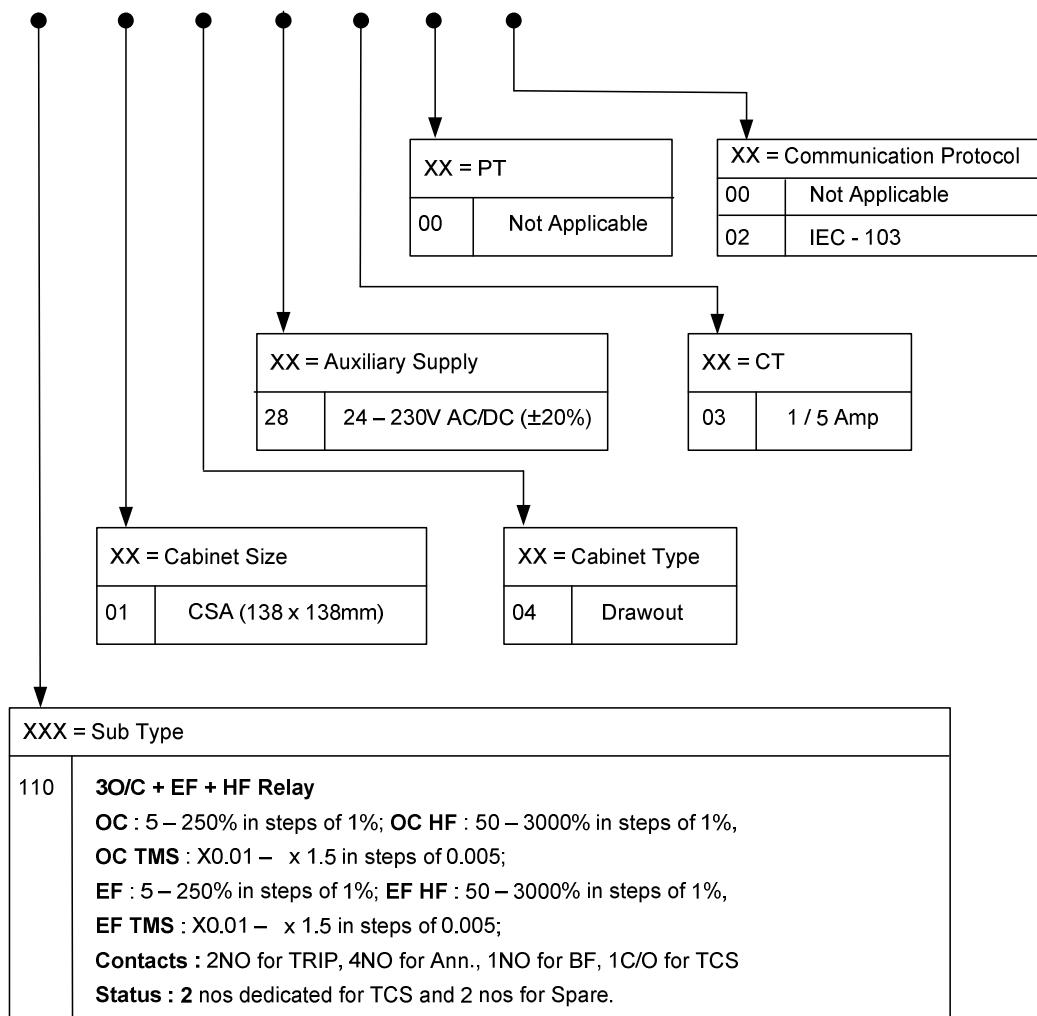 XX = PT
00 Not Applicable
XX = Communication Protocol
00 Not Applicable
02 IEC - 103
XX = Auxiliary Supply
28 24 – 230V AC/DC (±20%)
XX = CT
03 1 / 5 Amp
XX = Cabinet Size
01 CSA (138 x 138mm)
XX = Cabinet Type
04 Drawout
XXX = Sub Type
110 3O/C + EF + HF Relay
OC : 5 – 250% in steps of 1%; OC HF : 50 – 3000% in steps of 1%,
OC TMS : X0.01 – x 1.5 in steps of 0.005;
EF : 5 – 250% in steps of 1%; EF HF : 50 – 3000% in steps of 1%,
EF TMS : X0.01 – x 1.5 in steps of 0.005;
Contacts : 2NO for TRIP, 4NO for Ann., 1NO for BF, 1C/O for TCS
Status : 2 nos dedicated for TCS and 2 nos for Spare.